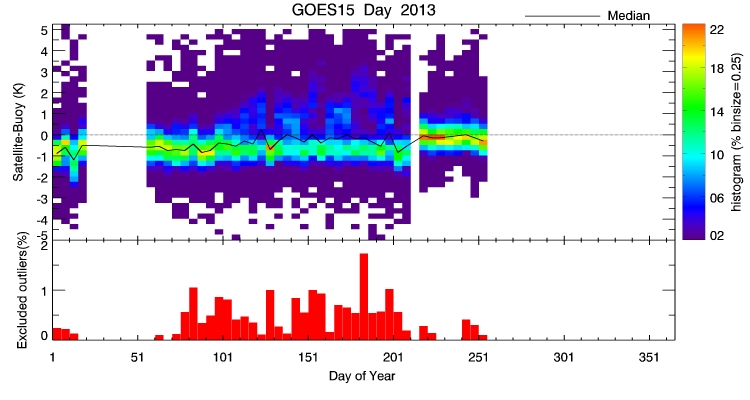 GOES15 Day 2013
Median
Satellite-Buoy (K)
5
4
3
2
1
0
-1
-2
-3
-4
-5
22
18
14
10
06
02
histogram (% binsize=0.25)
Excluded outliers(%)
2
1
0
1 51 101 151 201 251 301 351
Day of Year